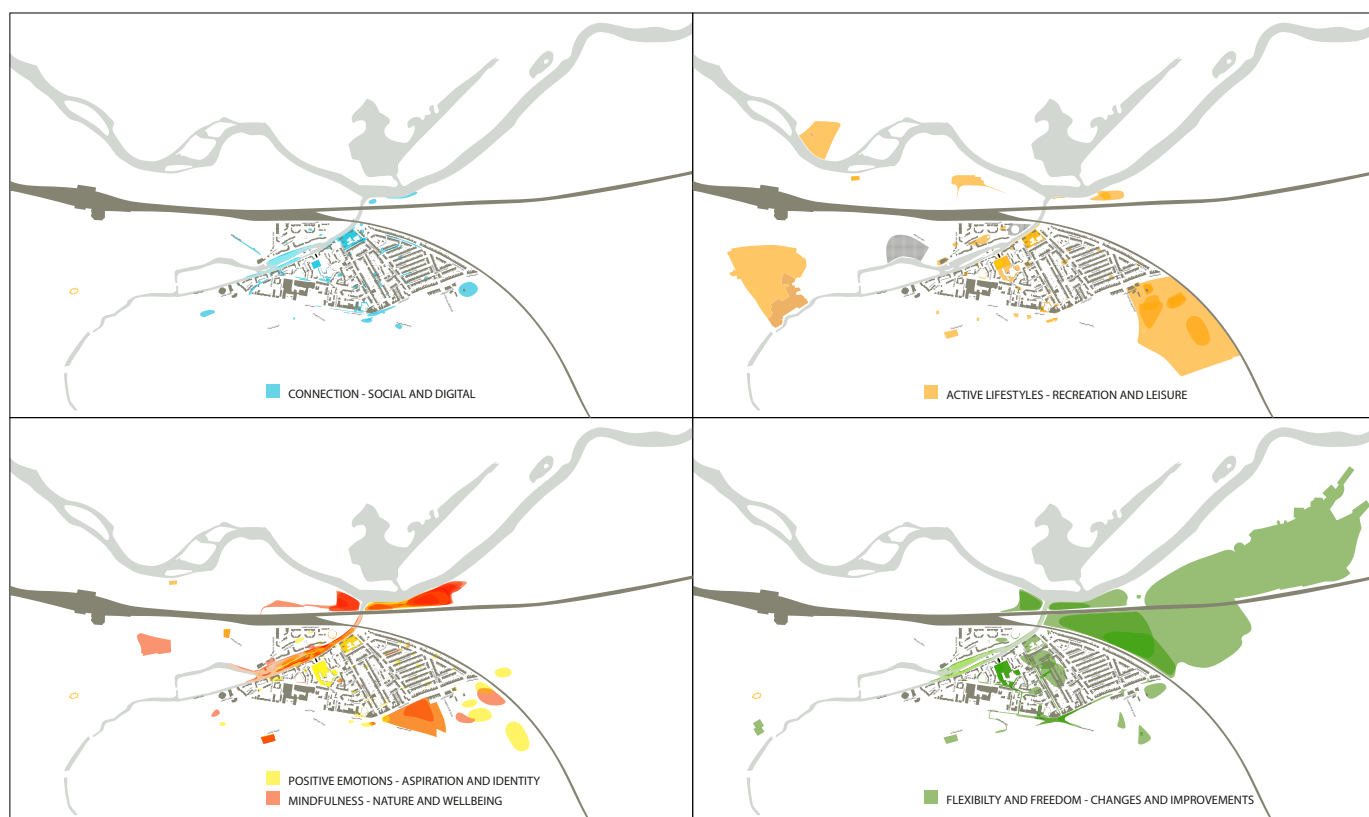 CONNECTION - SOCIAL AND DIGITAL
ACTIVE LIFESTYLES - RECREATION AND LEISURE
POSITIVE EMOTIONS - ASPIRATION AND IDENTITY
MINDFULNESS - NATURE AND WELLBEING
FLEXIBILTY AND FREEDOM - CHANGES AND IMPROVEMENTS